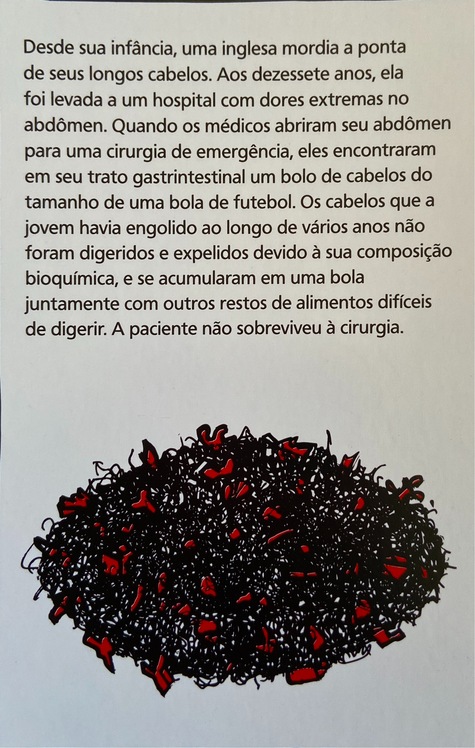 Desde sua infância, uma inglesa mordia a ponta
de seus longos cabelos. Aos dezessete anos, ela
foi levada a um hospital com dores extremas no
abdômen. Quando os médicos abriram seu abdômen
para uma cirurgia de emergência, eles encontraram
em seu trato gastrintestinal um bolo de cabelos do
tamanho de uma bola de futebol. Os cabelos que a
jovem havia engolido ao longo de vários anos não
foram digeridos e expelidos devido à sua composição
bioquímica, e se acumularam em uma bola
juntamente com outros restos de alimentos difíceis
de digerir. A paciente não sobreviveu à cirurgia.